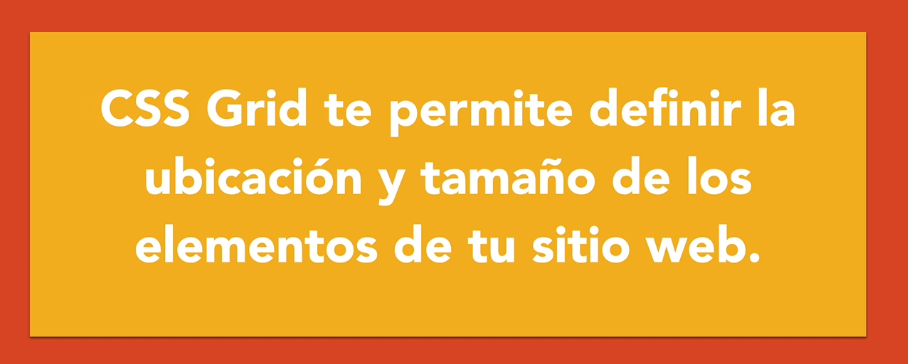 CSS Grid te permite definir la
ubicación y tamaño de los
elementos de tu sitio web.